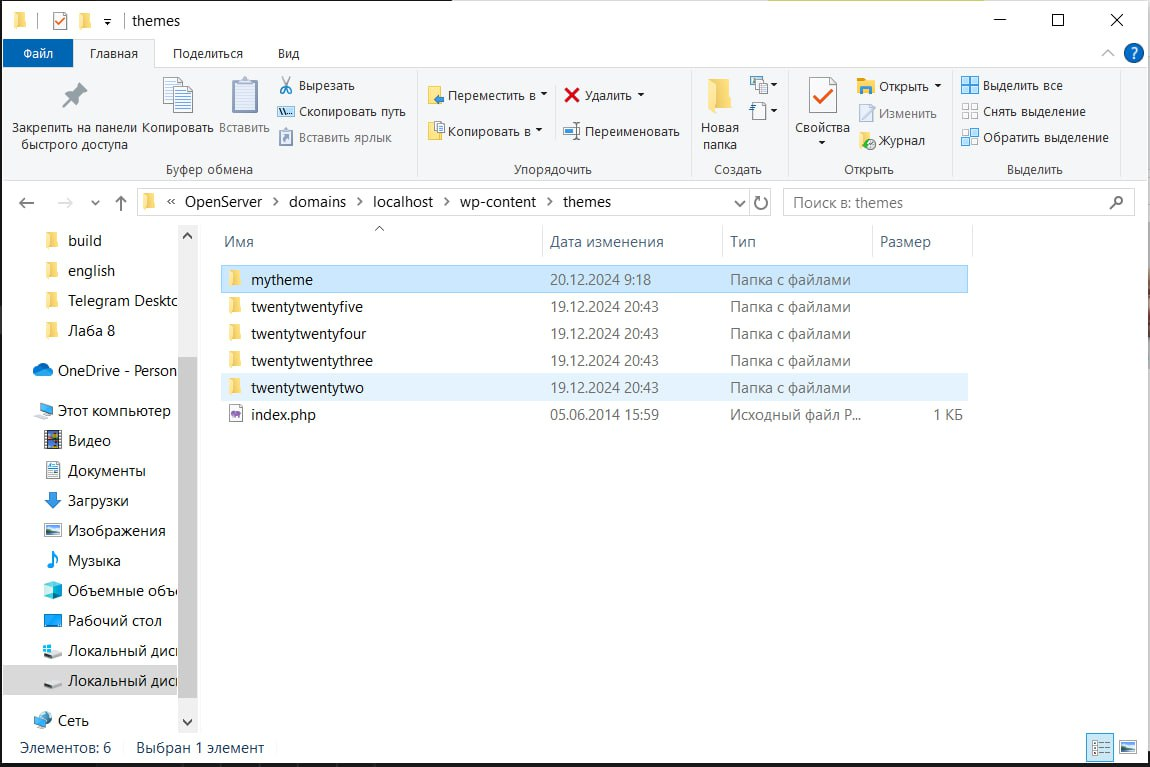 themes
Файл Главная Поделиться Вид
Закрепить на панели быстрого доступа
Копировать
Вставить
Вырезать
Скопировать путь
Вставить ярлык
Буфер обмена
Переместить в
Копировать в
Удалить
Переименовать
Упорядочить
Новая папка
Создать
Свойства
Открыть
Изменить
Журнал
Открыть
Выделить все
Снять выделение
Обратить выделение
Выделить
« OpenServer > domains > localhost > wp-content > themes
Поиск в: themes
build
english
Telegram Deskto
Лаба 8
OneDrive - Person
Этот компьютер
Видео
Документы
Загрузки
Изображения
Музыка
Объемные объ
Рабочий стол
Локальный дис
Локальный дис
Сеть
Имя Дата изменения Тип Размер
mytheme 20.12.2024 9:18 Папка с файлами
twentytwentyfive 19.12.2024 20:43 Папка с файлами
twentytwentyfour 19.12.2024 20:43 Папка с файлами
twentytwentythree 19.12.2024 20:43 Папка с файлами
twentytwentytwo 19.12.2024 20:43 Папка с файлами
index.php 05.06.2014 15:59 Исходный файл P... 1 КБ
Элементов: 6 Выбран 1 элемент